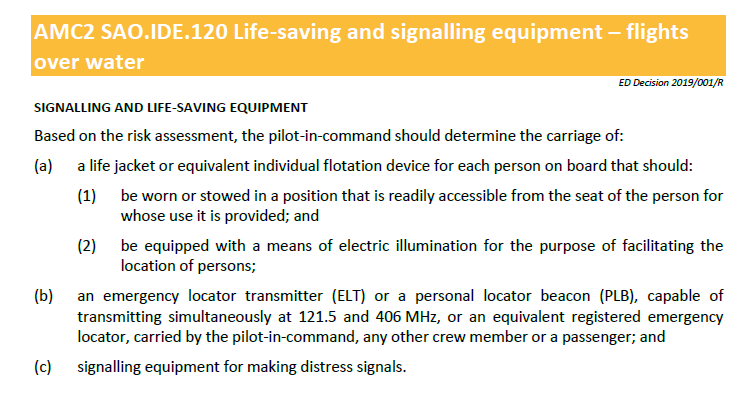 AMC2 SAO.IDE.120 Life-saving and signalling equipment – flights
over water
ED Decision 2019/001/R
SIGNALLING AND LIFE-SAVING EQUIPMENT
Based on the risk assessment, the pilot-in-command should determine the carriage of:
(a) a life jacket or equivalent individual flotation device for each person on board that should:
(1) be worn or stowed in a position that is readily accessible from the seat of the person for
whose use it is provided; and
(2) be equipped with a means of electric illumination for the purpose of facilitating the
location of persons;
(b) an emergency locator transmitter (ELT) or a personal locator beacon (PLB), capable of
transmitting simultaneously at 121.5 and 406 MHz, or an equivalent registered emergency
locator, carried by the pilot-in-command, any other crew member or a passenger; and
(c) signalling equipment for making distress signals.